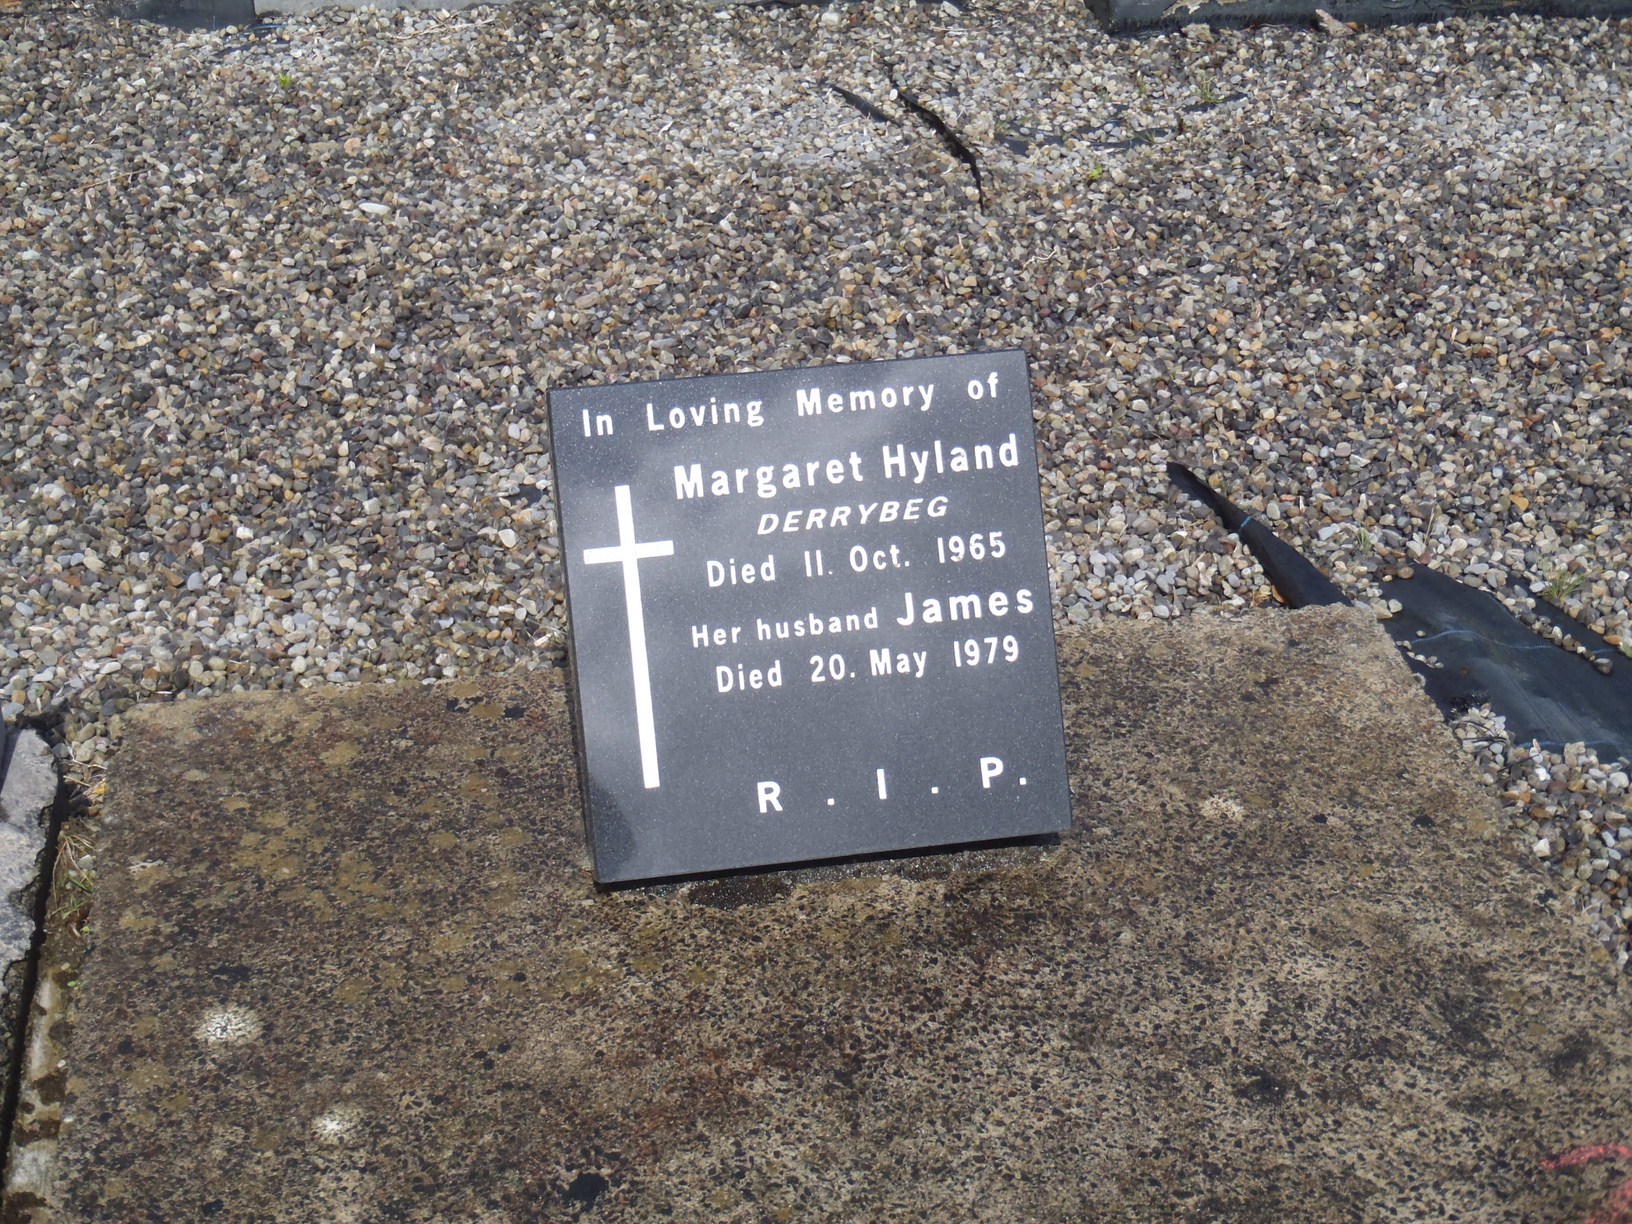 In Loving Memory of
Margaret Hyland
DERRYBEG
Died 11. Oct. 1965
Her husband James
Died 20. May 1979
R . I . P.